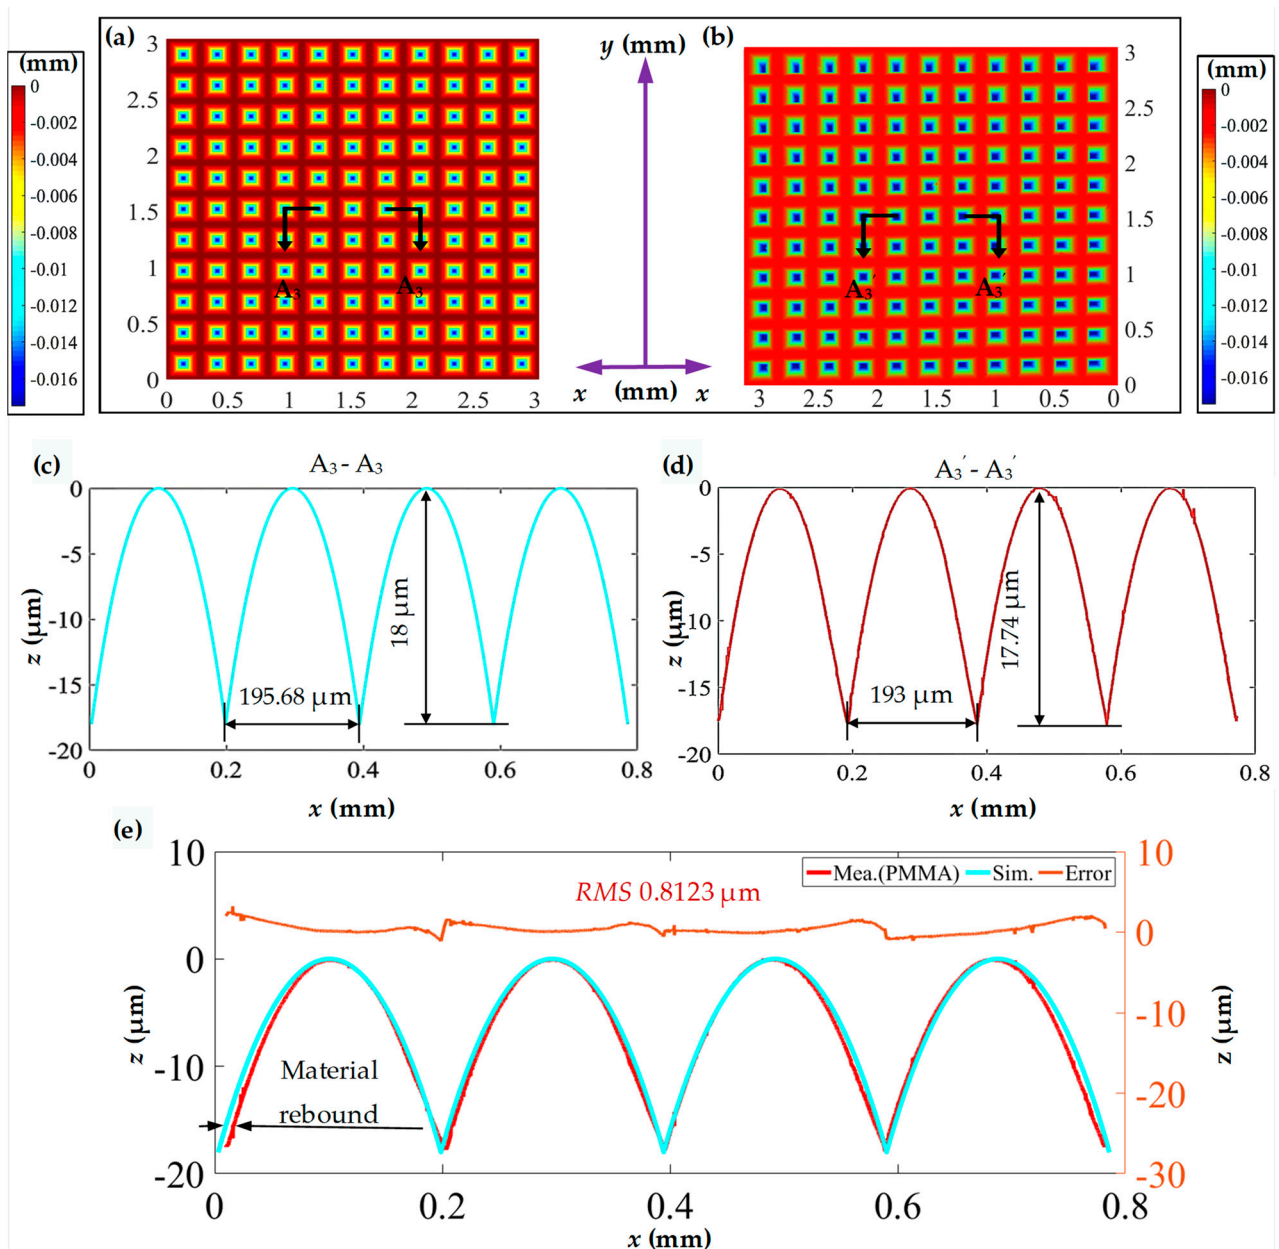 (a)
y (mm)
(b)
(mm)
0
-0.002
-0.004
-0.006
-0.008
-0.01
-0.012
-0.014
-0.016
3
2.5
2
1.5
1
0.5
0
0 0.5 1 1.5 2 2.5 3
A3 A3
x (mm) x
A3′ A3′
3
2.5
2
1.5
1
0.5
0
3 2.5 2 1.5 1 0.5 0
(mm)
0
-0.002
-0.004
-0.006
-0.008
-0.01
-0.012
-0.014
-0.016
(c)
A3 - A3
0
-5
-10
-15
-20
z (μm)
18 μm
195.68 μm
0 0.2 0.4 0.6 0.8
x (mm)
(d)
A3′ - A3′
0
-5
-10
-15
-20
z (μm)
17.74 μm
193 μm
0 0.2 0.4 0.6 0.8
x (mm)
(e)
10
0
-10
-20
z (μm)
RMS 0.8123 μm
Mea.(PMMA) Sim. Error
Material
rebound
10
0
-10
-20
-30
z (μm)
0 0.2 0.4 0.6 0.8
x (mm)